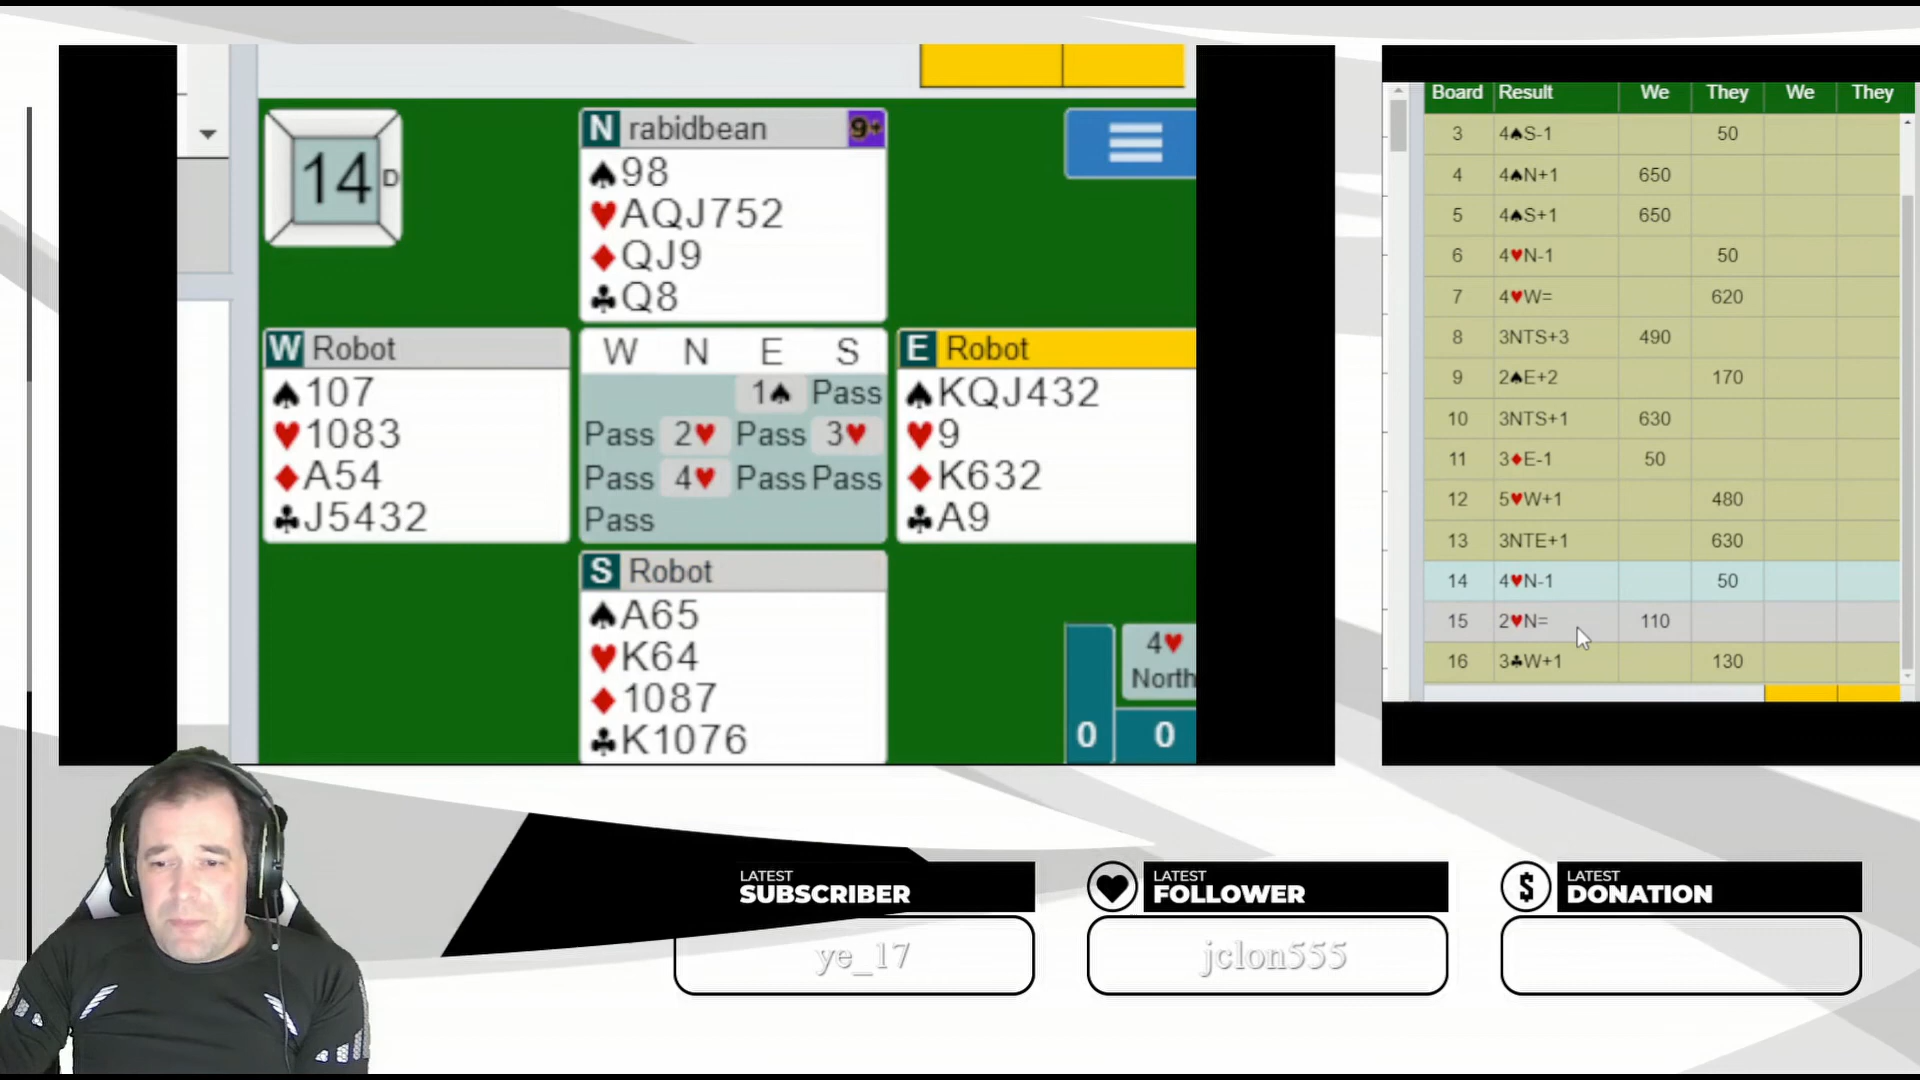 14 D
N rabidbean 9+
♠98
♥AQJ752
♦QJ9
♣Q8
W Robot
♠107
♥1083
♦A54
♣J5432
W N E S
1♠ Pass
Pass 2♥ Pass 3♥
Pass 4♥ Pass Pass
Pass
E Robot
♠KQJ432
♥9
♦K632
♣A9
S Robot
♠A65
♥K64
♦1087
♣K1076
4♥
North
0 0
Board Result We They We They
3 4♠S-1 50
4 4♠N+1 650
5 4♠S+1 650
6 4♥N-1 50
7 4♥W= 620
8 3NTS+3 490
9 2♠E+2 170
10 3NTS+1 630
11 3♦E-1 50
12 5♥W+1 480
13 3NTE+1 630
14 4♥N-1 50
15 2♥N= 110
16 3♣W+1 130
LATEST
SUBSCRIBER
ye_17
LATEST
FOLLOWER
jclon555
$
LATEST
DONATION